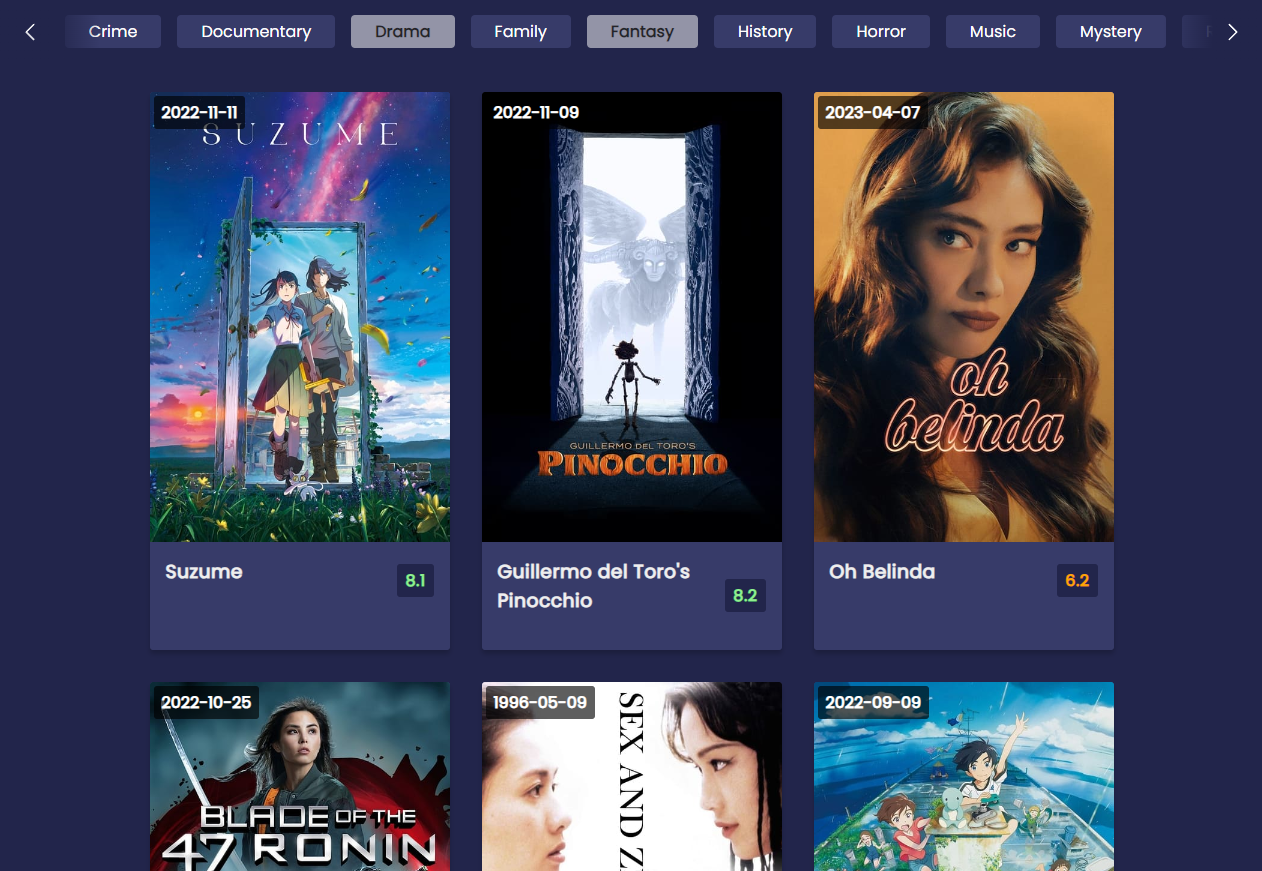 Crime
Documentary
Drama
Family
Fantasy
History
Horror
Music
Mystery
2022-11-11
SUZUME
Suzume
8.1
2022-11-09
GUILLERMO DEL TORO'S
PINOCCHIO
Guillermo del Toro's
Pinocchio
8.2
2023-04-07
oh
belinda
Oh Belinda
6.2
2022-10-25
BLADE OF THE
47 RONIN
1996-05-09
SEX AND Z
2022-09-09